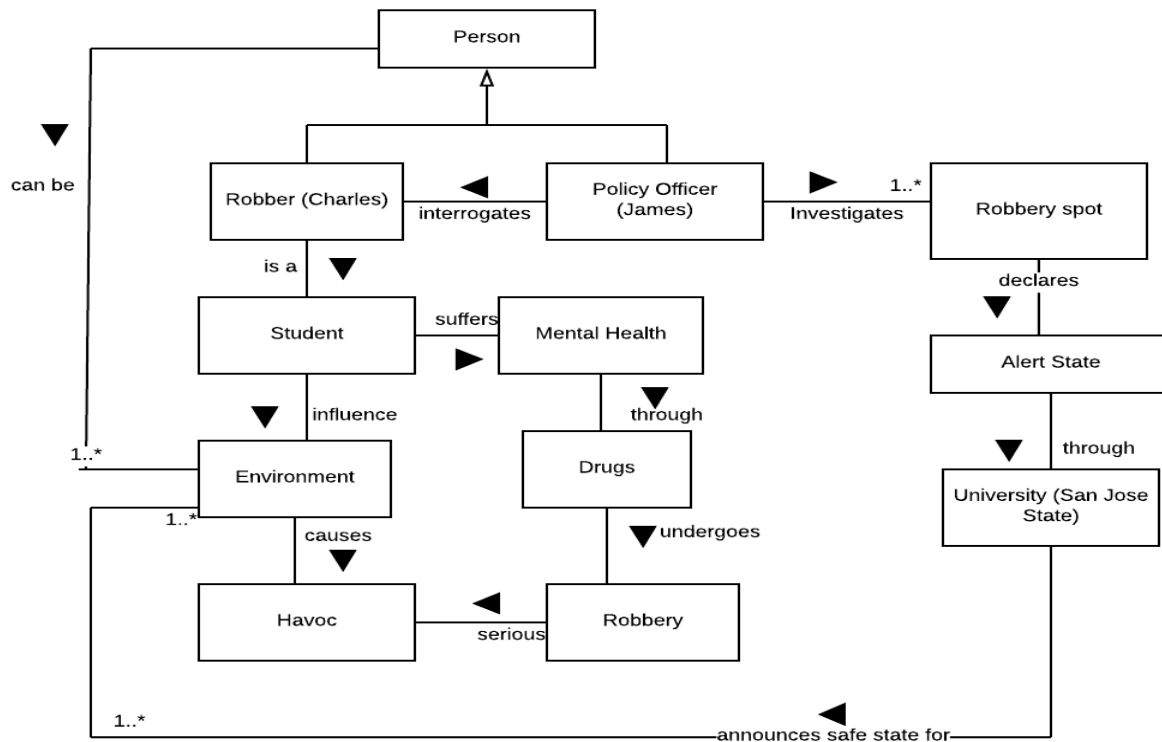 Person
can be
Robber (Charles)
interrogates
Policy Officer
(James)
Investigates
1..*
Robbery spot
is a
declares
Student
suffers
Mental Health
Alert State
influence
through
through
1..*
Environment
Drugs
University (San Jose
State)
1..*
causes
undergoes
Havoc
serious
Robbery
1..*
announces safe state for